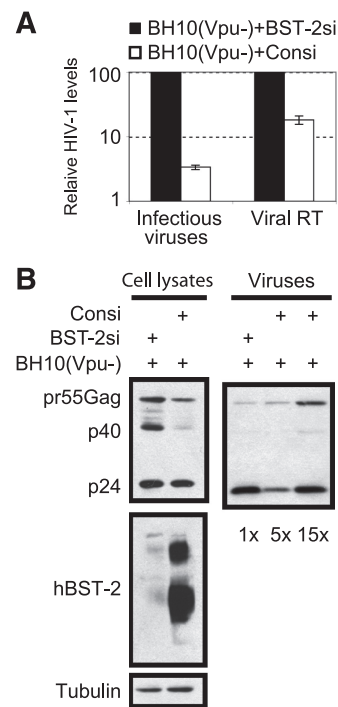 A
BH10(Vpu-)+BST-2si
BH10(Vpu-)+Consi
Relaive HIV-1 levels
100
10
1
Infectious viruses
Viral RT
B
Cell lysates Viruses
Consi + + +
BST-2si + +
BH10(Vpu-) + + + + +
pr55Gag
p40
p24
1x 5x 15x
hBST-2
Tubulin